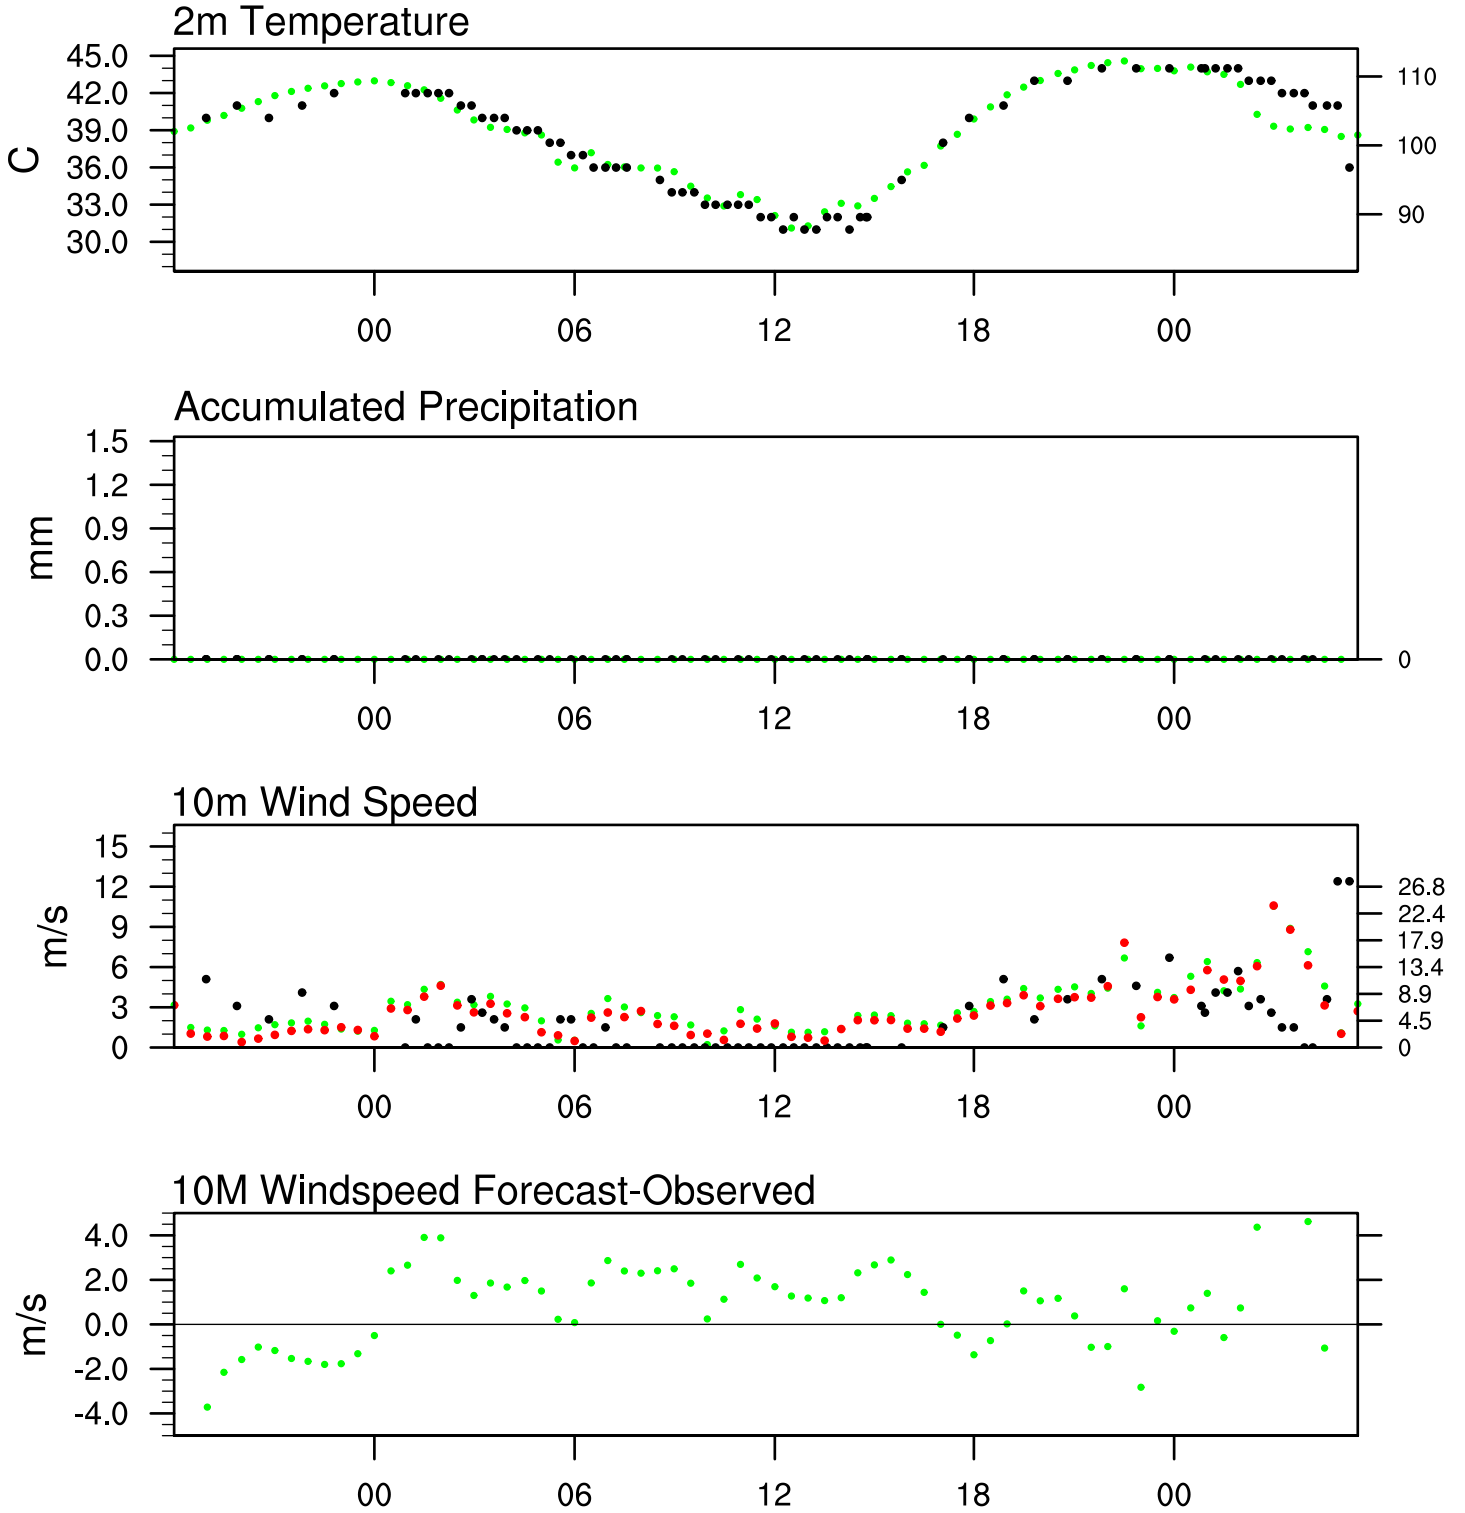 2m Temperature
45.0
42.0
39.0
36.0
33.0
30.0
C
110
100
90
00 06 12 18 00
Accumulated Precipitation
1.5
1.2
0.9
0.6
0.3
0.0
mm
0
00 06 12 18 00
10m Wind Speed
15
12
9
6
3
0
m/s
26.8
22.4
17.9
13.4
8.9
4.5
0
00 06 12 18 00
10M Windspeed Forecast-Observed
4.0
2.0
0.0
-2.0
-4.0
m/s
00 06 12 18 00